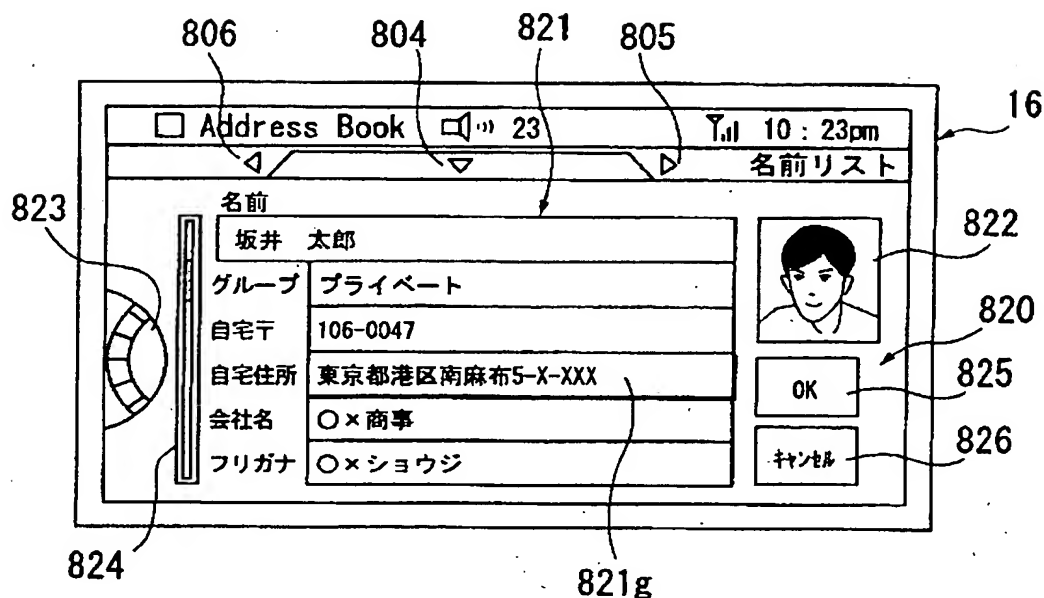 806 804 821 805
16
□ Address Book 23 10 : 23pm
名前リスト
823
名前
坂井 太郎
822
グループ プライベート
自宅〒 106-0047
820
自宅住所 東京都港区南麻布5-X-XXX
OK
825
会社名 ○×商事
フリガナ ○×ショウジ
キャンセル
826
824
821g